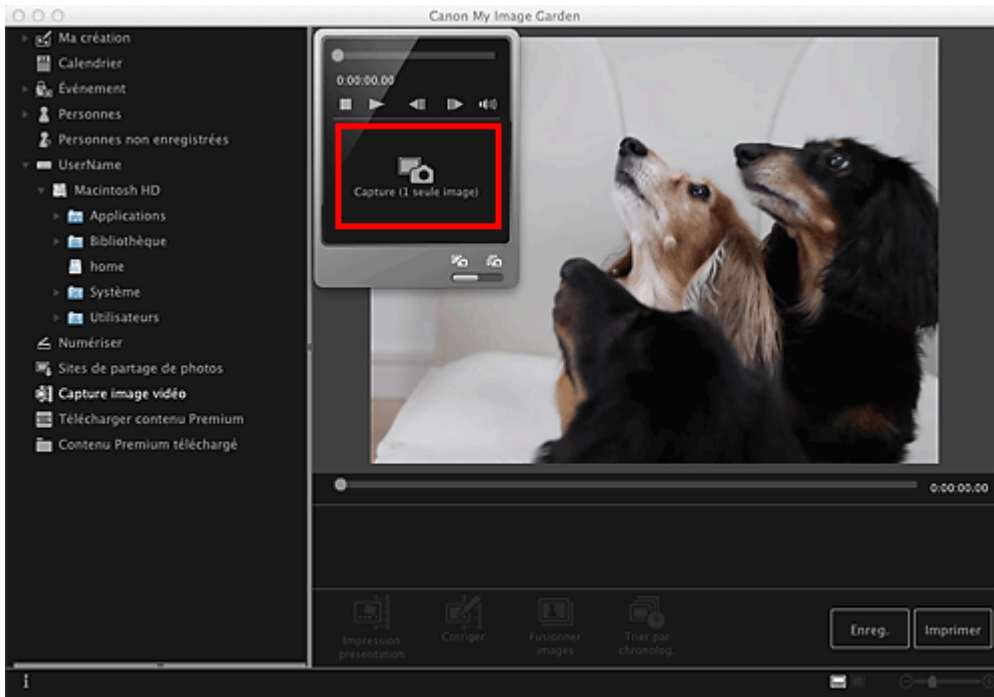 Canon My Image Garden
Ma création
Calendrier
Événement
Personnes
Personnes non enregistrées
UserName
Macintosh HD
Applications
Bibliothèque
home
Système
Utilisateurs
Numériser
Sites de partage de photos
Capture image vidéo
Télécharger contenu Premium
Contenu Premium téléchargé
0:00:00.00
Capture (1 seule image)
0:00:00.00
Impression
présentation
Corriger
Fusionner
images
Trier par
chronolog.
Enreg.
Imprimer